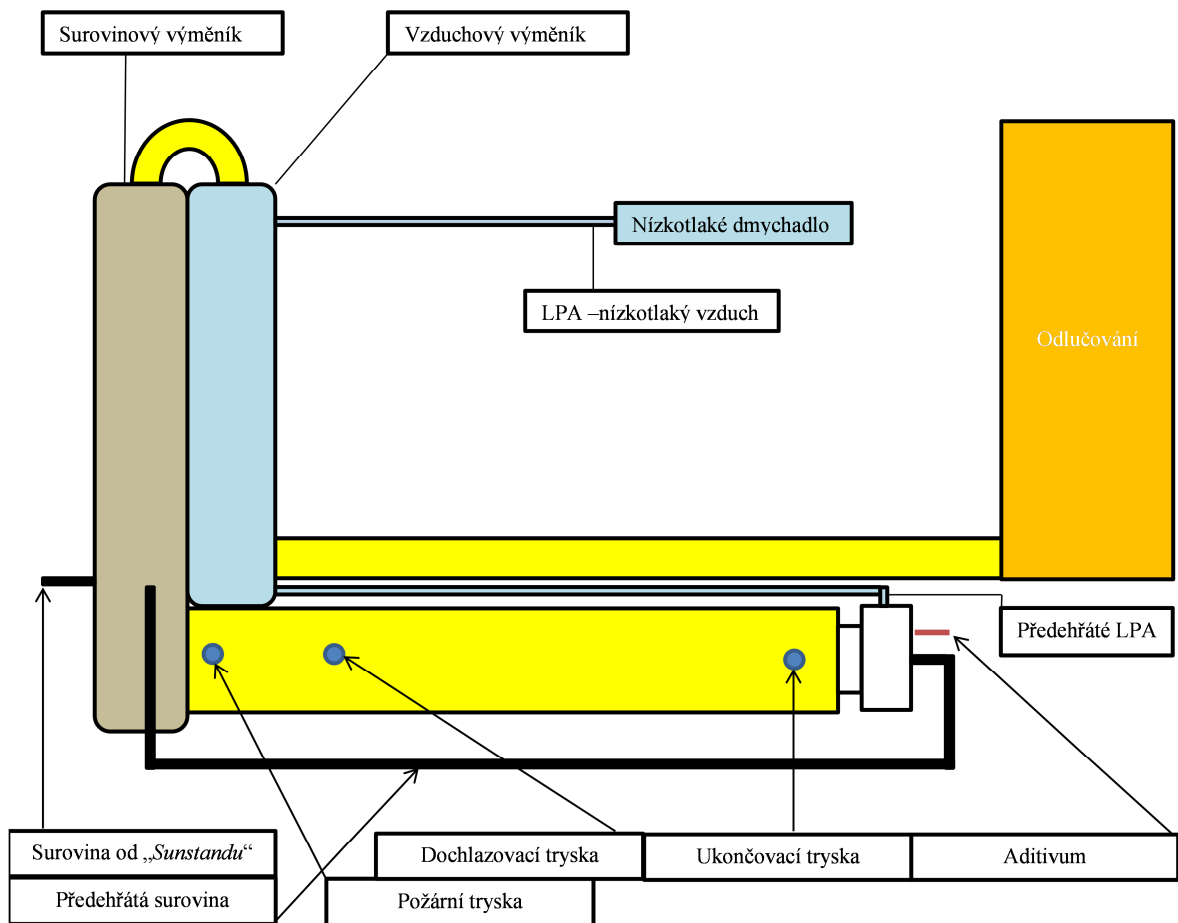 Surovinový výměník
Vzduchový výměník
Nízkotlaké dmychadlo
LPA –nízkotlaký vzduch
Odlučování
Předehřáté LPA
Surovina od „Sunstandu“
Dochlazovací tryska
Ukončovací tryska
Aditivum
Předehřátá surovina
Požární tryska